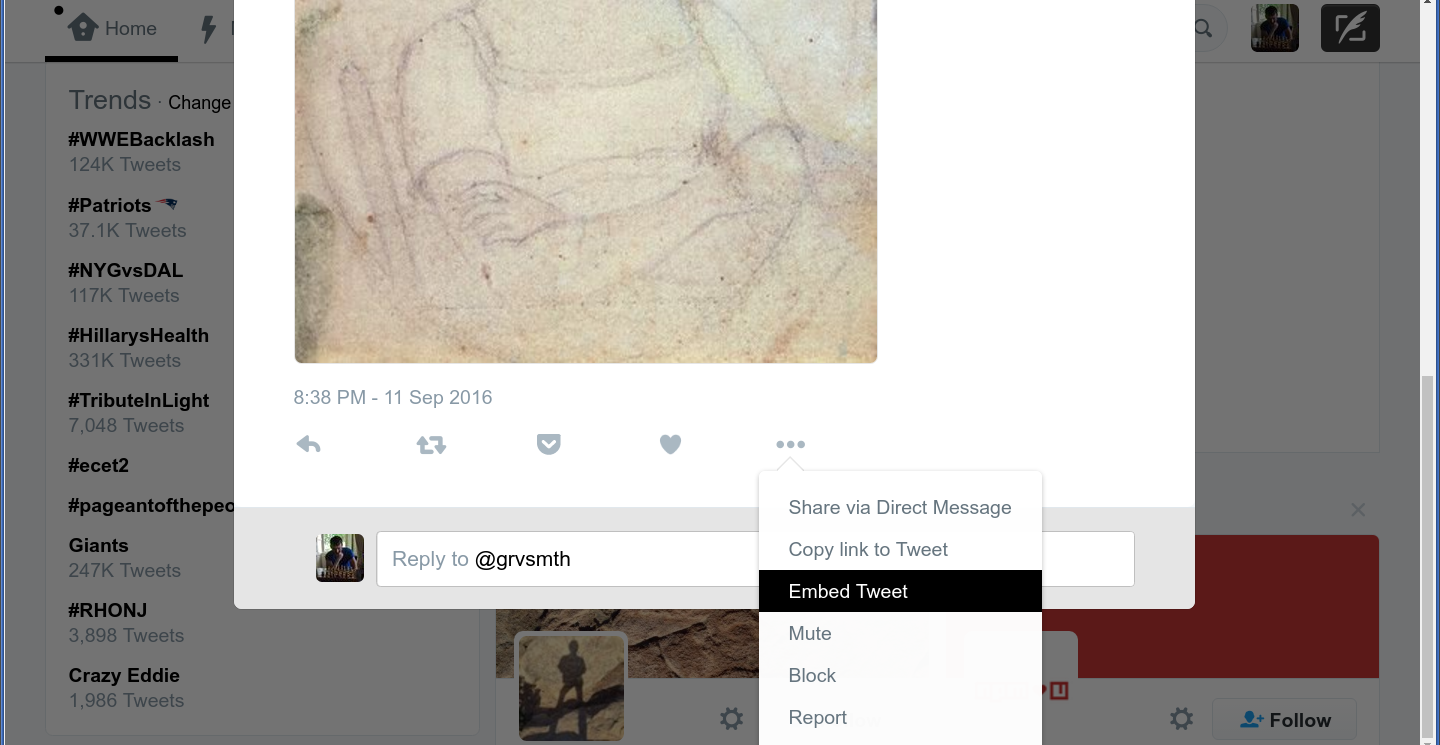 Home
Trends · Change
#WWEBacklash
124K Tweets
#Patriots
37.1K Tweets
#NYGvsDAL
117K Tweets
#HillarysHealth
331K Tweets
#TributeInLight
7,048 Tweets
#ecet2
#pageantofthepeo
Giants
247K Tweets
#RHONJ
3,898 Tweets
Crazy Eddie
1,986 Tweets
8:38 PM - 11 Sep 2016
Share via Direct Message
Copy link to Tweet
Embed Tweet
Mute
Block
Report
Reply to @grvsmth
Follow